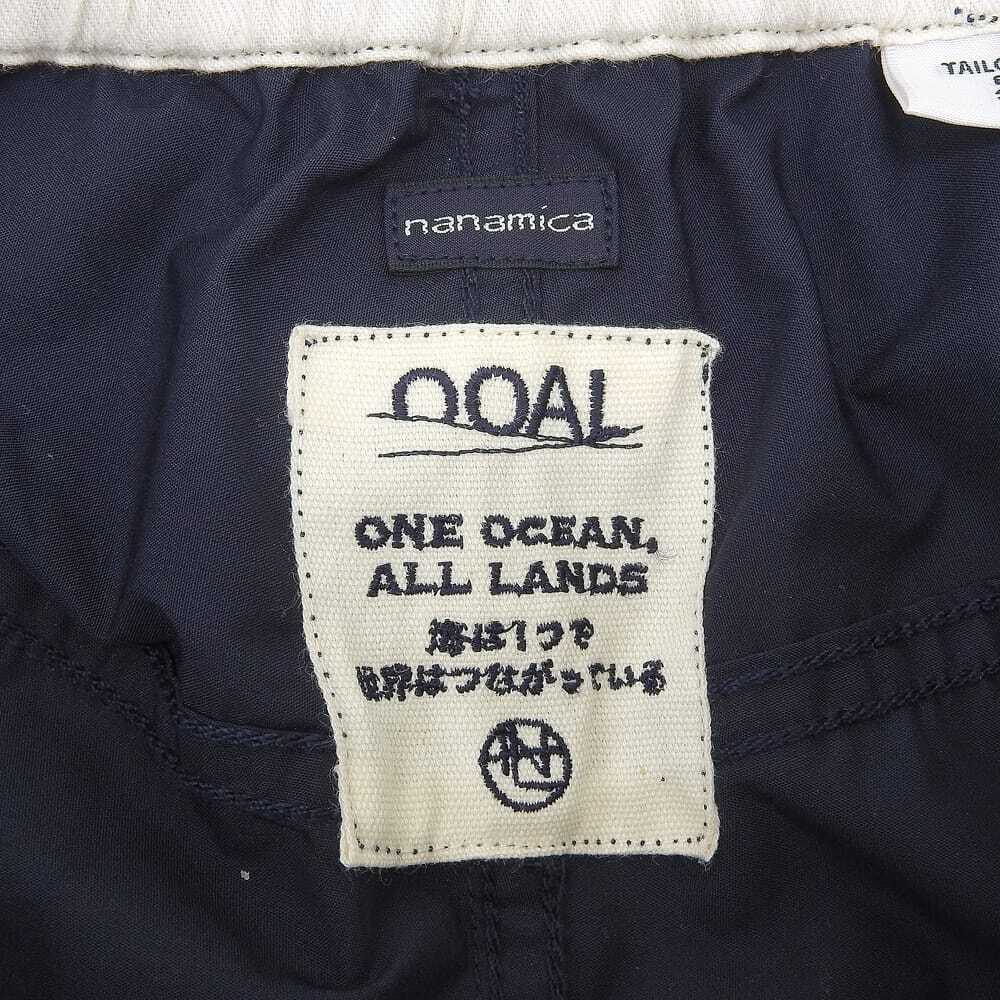 TAILO
nanamica
OOAL
ONE OCEAN,
ALL LANDS
海は1つで
世界はつながっている